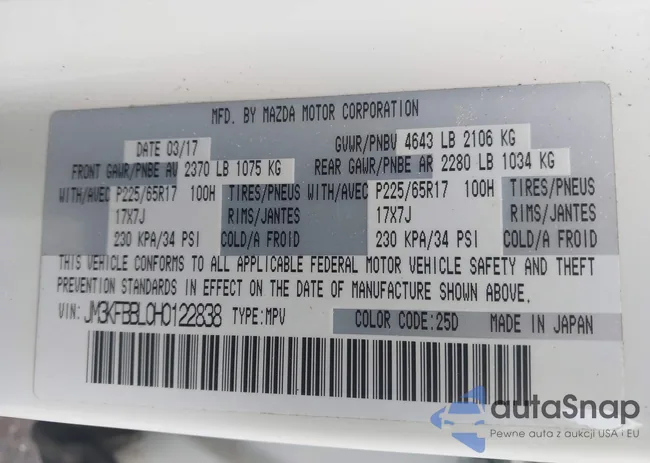 MFD. BY MAZDA MOTOR CORPORATION
DATE 03/17 GVWR/PNBV 4643 LB 2106 KG
FRONT GAWR/PNBE AV 2370 LB 1075 KG REAR GAWR/PNBE AR 2280 LB 1034 KG
WITH/AVEC P225/65R17 100H TIRES/PNEUS WITH/AVEC P225/65R17 100H TIRES/PNEUS
17X7J RIMS/JANTES 17X7J RIMS/JANTES
230 KPA/34 PSI COLD/A FROID 230 KPA/34 PSI COLD/A FROID
THIS VEHICLE CONFORMS TO ALL APPLICABLE FEDERAL MOTOR VEHICLE SAFETY AND THEFT
PREVENTION STANDARDS IN EFFECT ON THE DATE OF MANUFACTURE SHOWN ABOVE.
VIN: JM3KFBBL0H0122838 TYPE:MPV COLOR CODE:25D MADE IN JAPAN
autaSnap
Pewne auta z aukcji USA i EU